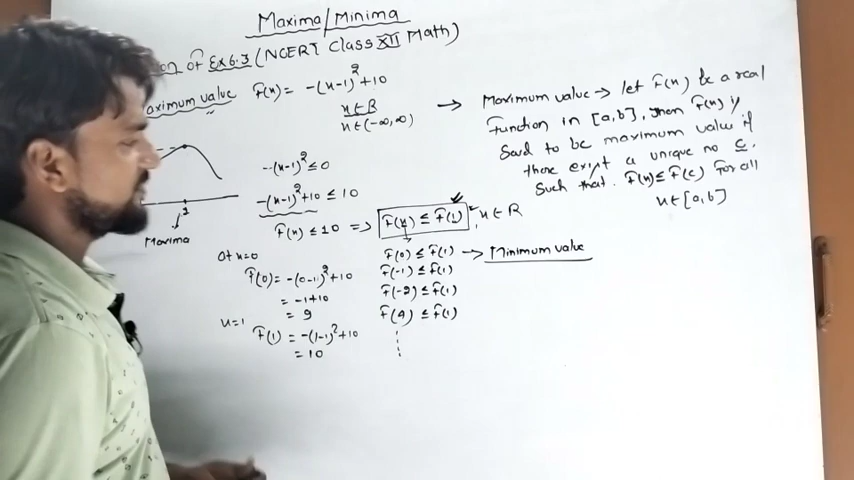 Maxima/Minima
of Ex 6.3 (NCERT Class XII Math)
aximum value f(x) = -(x-1)²+10
x∈R
x∈(-∞,∞)
→ Maximum value → let f(x) be a real
function in [a,b], then f(x) is
said to be maximum value if
there exist a unique no c.
Such that. f(x) ≤ f(c) for all
x∈[a,b]
1
Maxima
-(x-1)² ≤ 0
-(x-1)²+10 ≤ 10
f(x) ≤ 10 => f(x) ≤ f(1), x∈R
at x=0
f(0) = -(0-1)²+10
= -1+10
= 9
x=1
f(1) = -(1-1)²+10
= 10
f(0) ≤ f(1)
f(-1) ≤ f(1)
f(-2) ≤ f(1)
f(4) ≤ f(1)
→ Minimum value